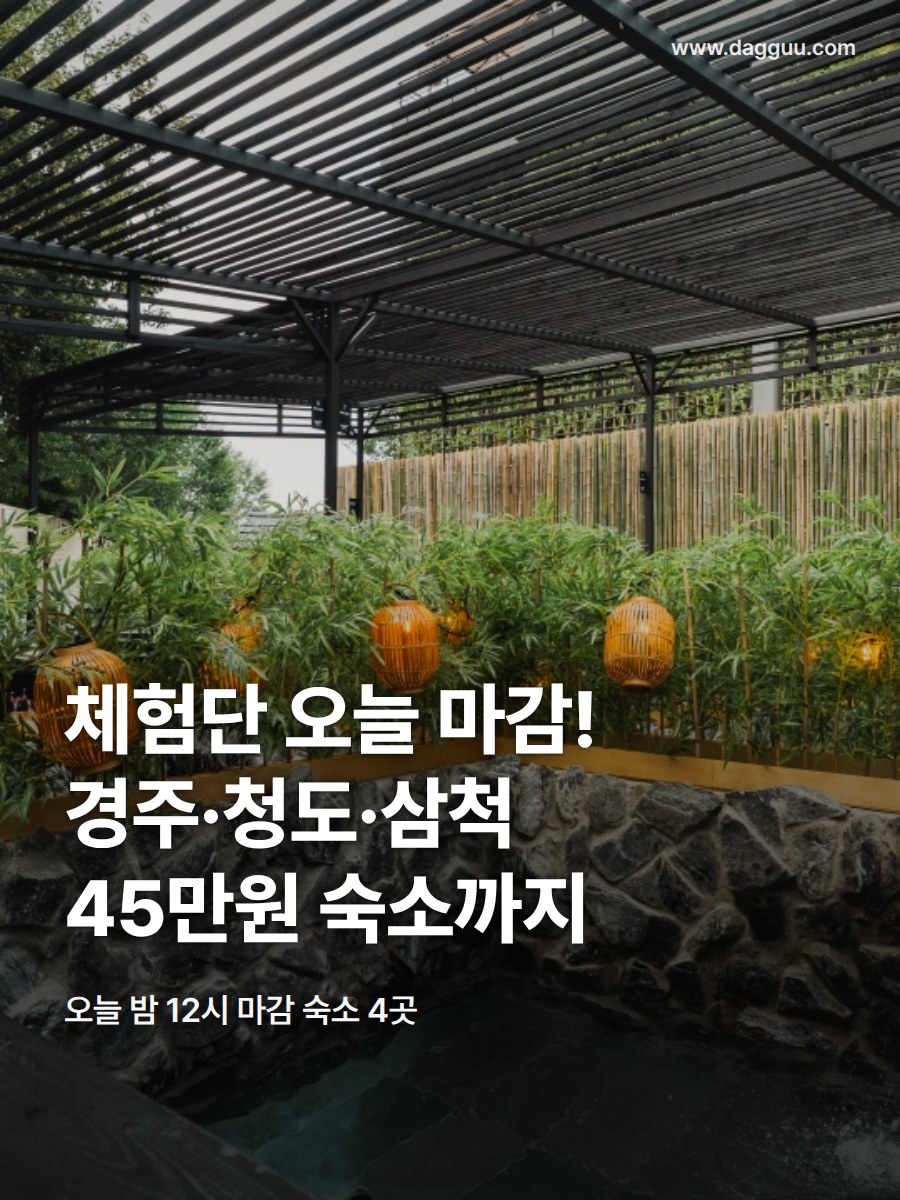 www.dagguu.com
체험단 오늘 마감!
경주·청도·삼척
45만원 숙소까지
오늘 밤 12시 마감 숙소 4곳